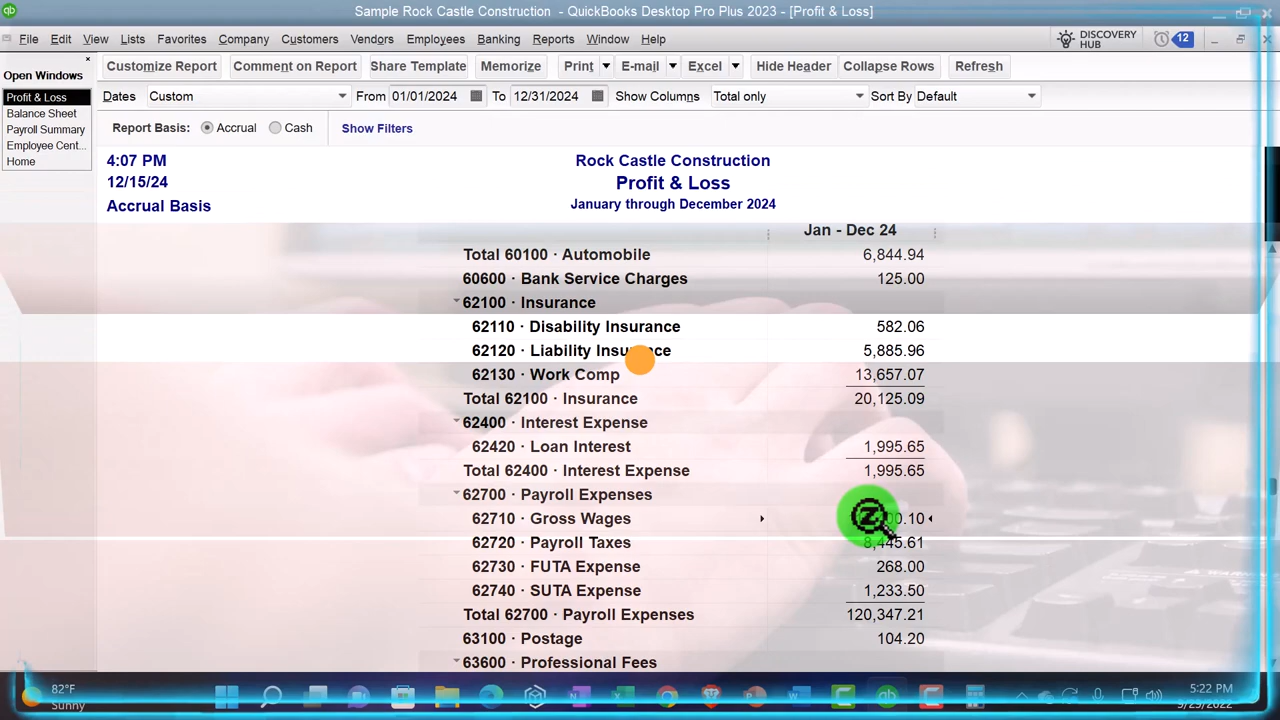 Sample Rock Castle Construction - QuickBooks Desktop Pro Plus 2023 - [Profit & Loss]
File Edit View Lists Favorites Company Customers Vendors Employees Banking Reports Window Help DISCOVERY HUB 12
Customize Report Comment on Report Share Template Memorize Print E-mail Excel Hide Header Collapse Rows Refresh
Open Windows
Profit & Loss
Balance Sheet
Payroll Summary
Employee Cent...
Home
Dates Custom From 01/01/2024 To 12/31/2024 Show Columns Total only Sort By Default
Report Basis: Accrual Cash Show Filters
4:07 PM
12/15/24
Accrual Basis
Rock Castle Construction
Profit & Loss
January through December 2024
Jan - Dec 24
Total 60100 · Automobile 6,844.94
60600 · Bank Service Charges 125.00
62100 · Insurance
62110 · Disability Insurance 582.06
62120 · Liability Insurance 5,885.96
62130 · Work Comp 13,657.07
Total 62100 · Insurance 20,125.09
62400 · Interest Expense
62420 · Loan Interest 1,995.65
Total 62400 · Interest Expense 1,995.65
62700 · Payroll Expenses
62710 · Gross Wages
62720 · Payroll Taxes 8,445.61
62730 · FUTA Expense 268.00
62740 · SUTA Expense 1,233.50
Total 62700 · Payroll Expenses 120,347.21
63100 · Postage 104.20
63600 · Professional Fees
82°F
Sunny
5:22 PM
9/29/2022